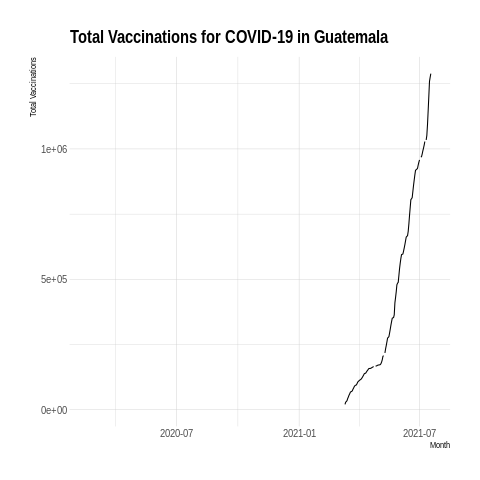 Total Vaccinations for COVID-19 in Guatemala
Total Vaccinations
1e+06
5e+05
0e+00
2020-07
2021-01
2021-07
Month